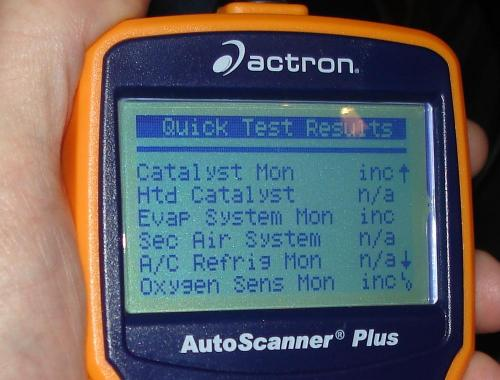 actron®
Quick Test Results
Catalyst Mon inc
Htd Catalyst n/a
Evap System Mon inc
Sec Air System n/a
A/C Refrig Mon n/a
Oxygen Sens Mon inc
AutoScanner® Plus